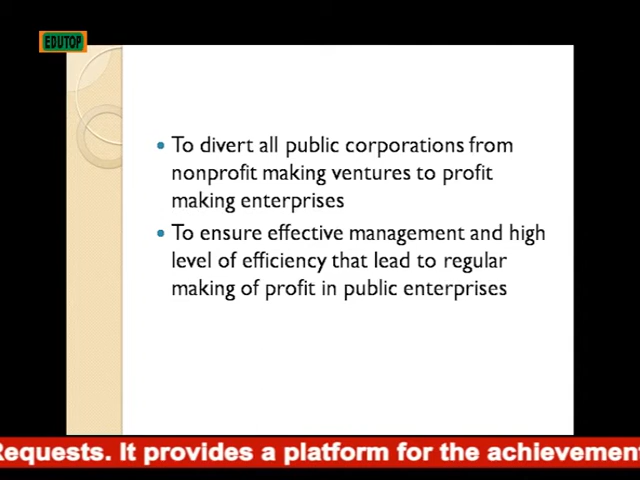 EDUTOP
• To divert all public corporations from
nonprofit making ventures to profit
making enterprises
• To ensure effective management and high
level of efficiency that lead to regular
making of profit in public enterprises
Requests. It provides a platform for the achievement